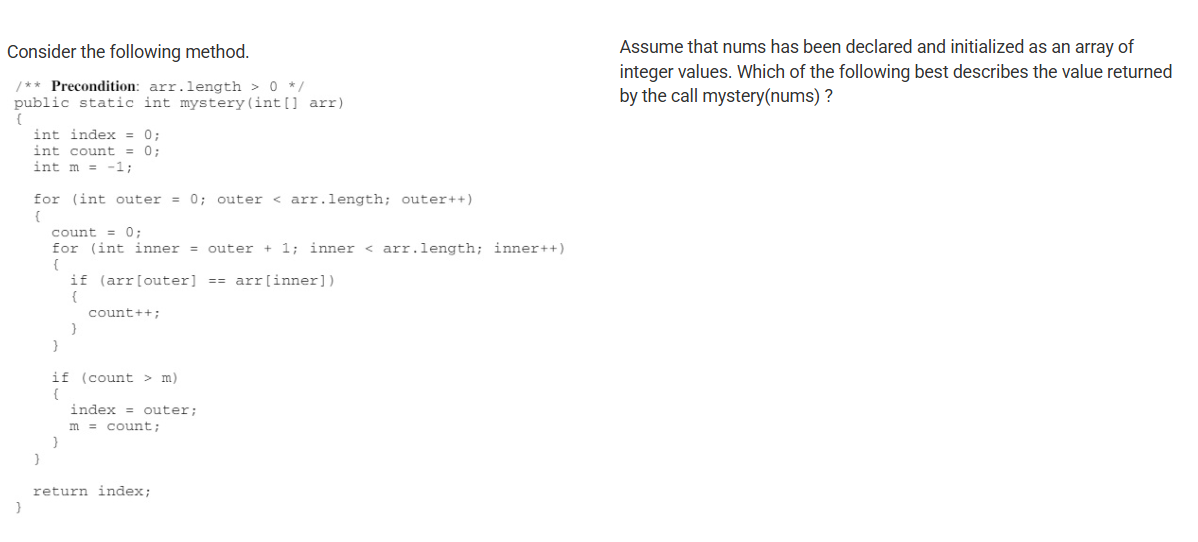 Consider the following method.
/** Precondition: arr.length > 0 */
public static int mystery(int[] arr)
{
int index = 0;
int count = 0;
int m = -1;
for (int outer = 0; outer < arr.length; outer++)
{
count = 0;
for (int inner = outer + 1; inner < arr.length; inner++)
{
if (arr[outer] == arr[inner])
{
count++;
}
}
if (count > m)
{
index = outer;
m = count;
}
}
return index;
}
Assume that nums has been declared and initialized as an array of
integer values. Which of the following best describes the value returned
by the call mystery(nums) ?